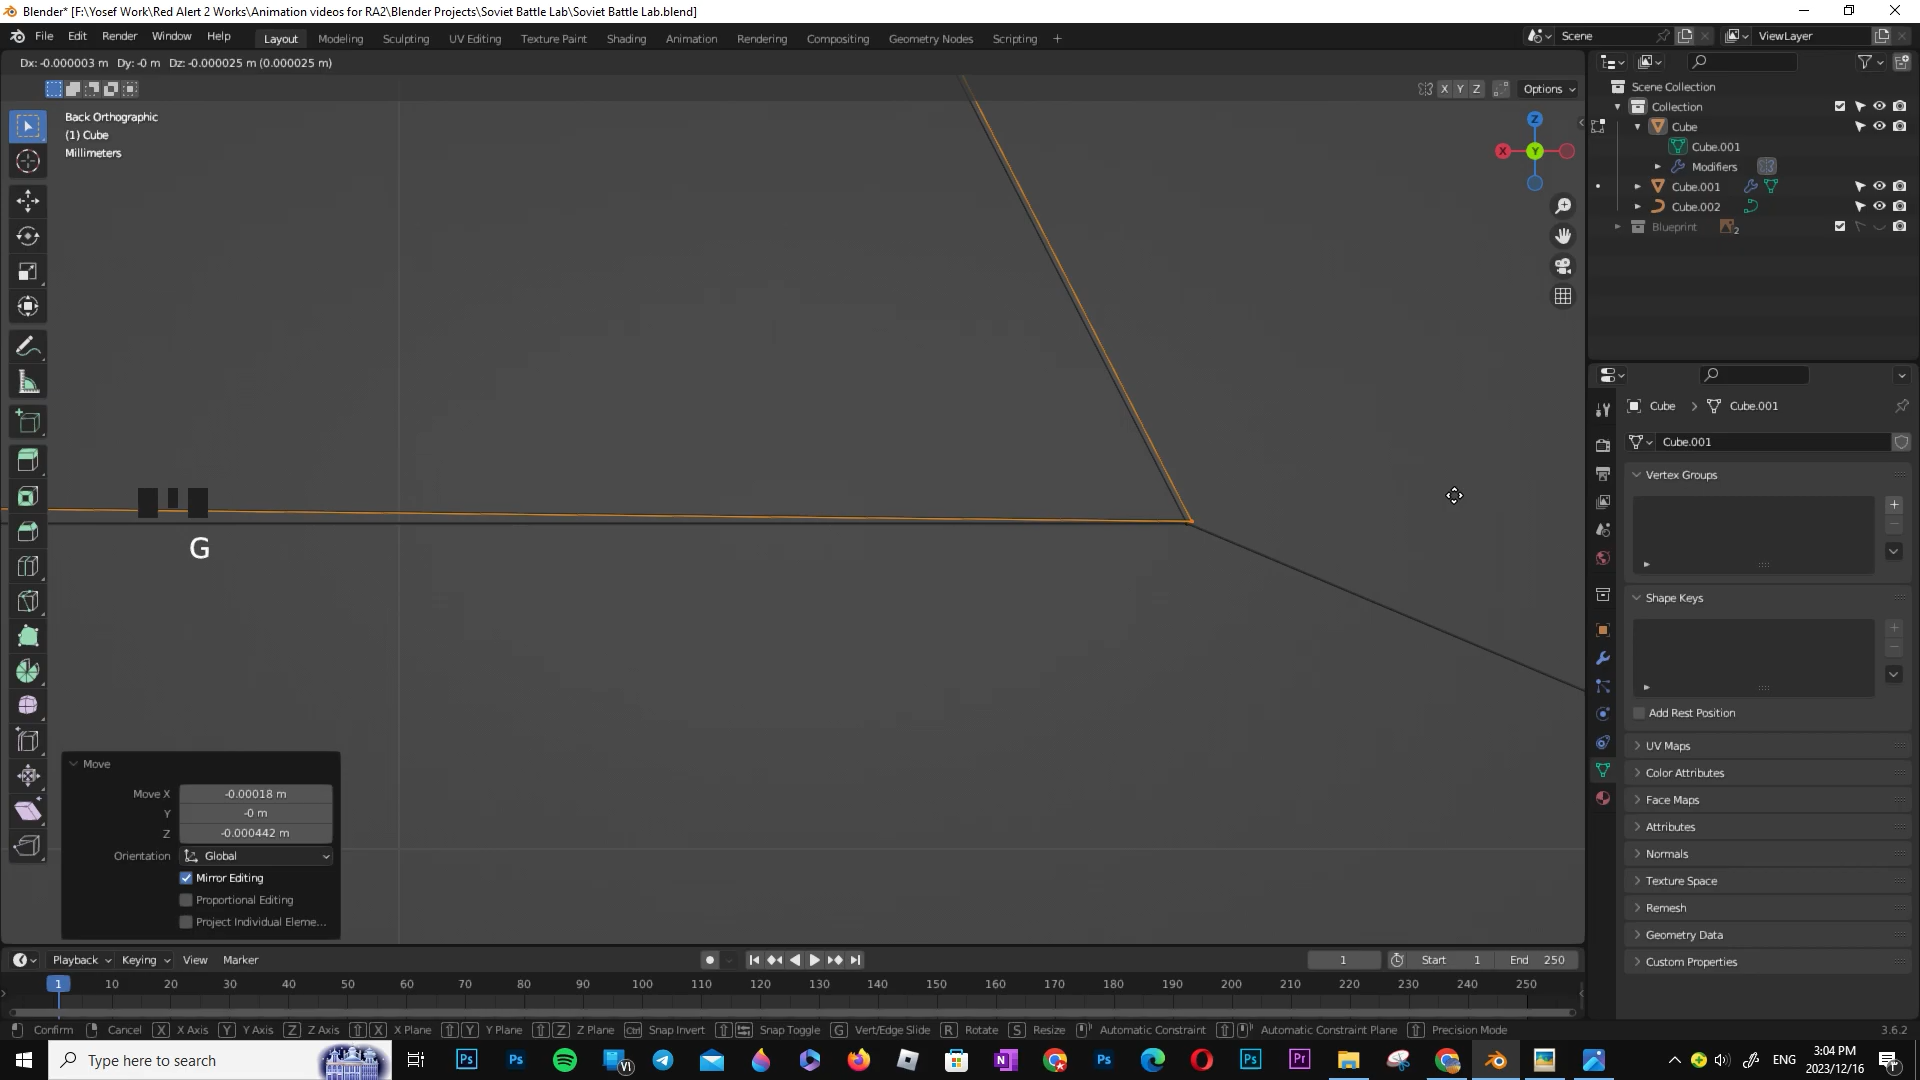 Blender* [F:\Yosef Work\Red Alert 2 Works\Animation videos for RA2\Blender Projects\Soviet Battle Lab\Soviet Battle Lab.blend]
File Edit Render Window Help Layout Modeling Sculpting UV Editing Texture Paint Shading Animation Rendering Compositing Geometry Nodes Scripting + Scene ViewLayer
Dx: -0.000003 m Dy: -0 m Dz: -0.000025 m (0.000025 m)
X Y Z Options
Back Orthographic
(1) Cube
Millimeters
Z
X Y
Scene Collection
Collection
Cube
Cube.001
Modifiers
Cube.001
Cube.002
Blueprint 2
Cube Cube.001
Cube.001
Vertex Groups
Shape Keys
Add Rest Position
UV Maps
Color Attributes
Face Maps
Attributes
Normals
Texture Space
Remesh
Geometry Data
Custom Properties
G
Move
Move X -0.00018 m
Y -0 m
Z -0.000442 m
Orientation Global
Mirror Editing
Proportional Editing
Project Individual Eleme...
Playback Keying View Marker 1 Start 1 End 250
1 10 20 30 40 50 60 70 80 90 100 110 120 130 140 150 160 170 180 190 200 210 220 230 240 250
Confirm Cancel X X Axis Y Y Axis Z Z Axis X X Plane Y Y Plane Z Z Plane Ctrl Snap Invert Snap Toggle G Vert/Edge Slide R Rotate S Resize Automatic Constraint Automatic Constraint Plane Precision Mode 3.6.2
Type here to search
ENG
3:04 PM
2023/12/16